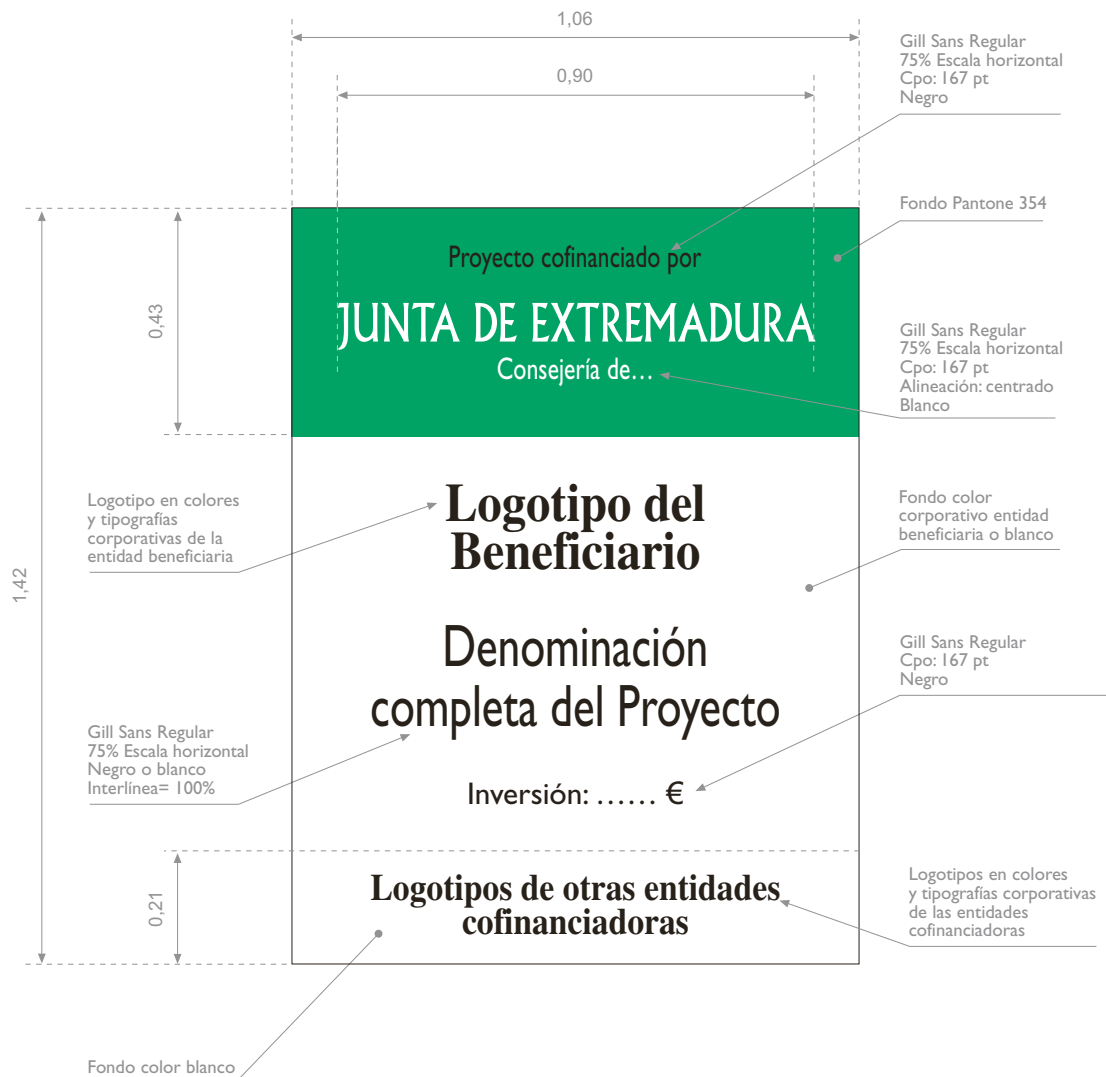 1,06
0,90
Gill Sans Regular
75% Escala horizontal
Cpo: 167 pt
Negro
Fondo Pantone 354
Proyecto cofinanciado por
JUNTA DE EXTREMADURA
Consejería de...
0,43
Gill Sans Regular
75% Escala horizontal
Cpo: 167 pt
Alineación: centrado
Blanco
Logotipo en colores
y tipografías
corporativas de la
entidad beneficiaria
Logotipo del
Beneficiario
Fondo color
corporativo entidad
beneficiaria o blanco
1,42
Denominación
completa del Proyecto
Gill Sans Regular
Cpo: 167 pt
Negro
Gill Sans Regular
75% Escala horizontal
Negro o blanco
Interlínea= 100%
Inversión: ...... €
0,21
Logotipos de otras entidades
cofinanciadoras
Logotipos en colores
y tipografías corporativas
de las entidades
cofinanciadoras
Fondo color blanco